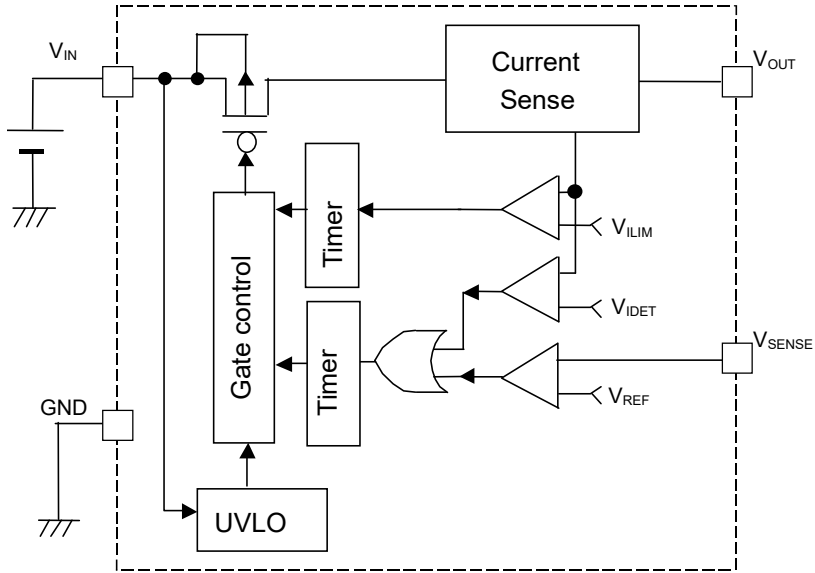 VIN
Current
Sense
VOUT
Timer
VILIM
Gate control
Timer
VIDET
VSENSE
VREF
GND
UVLO